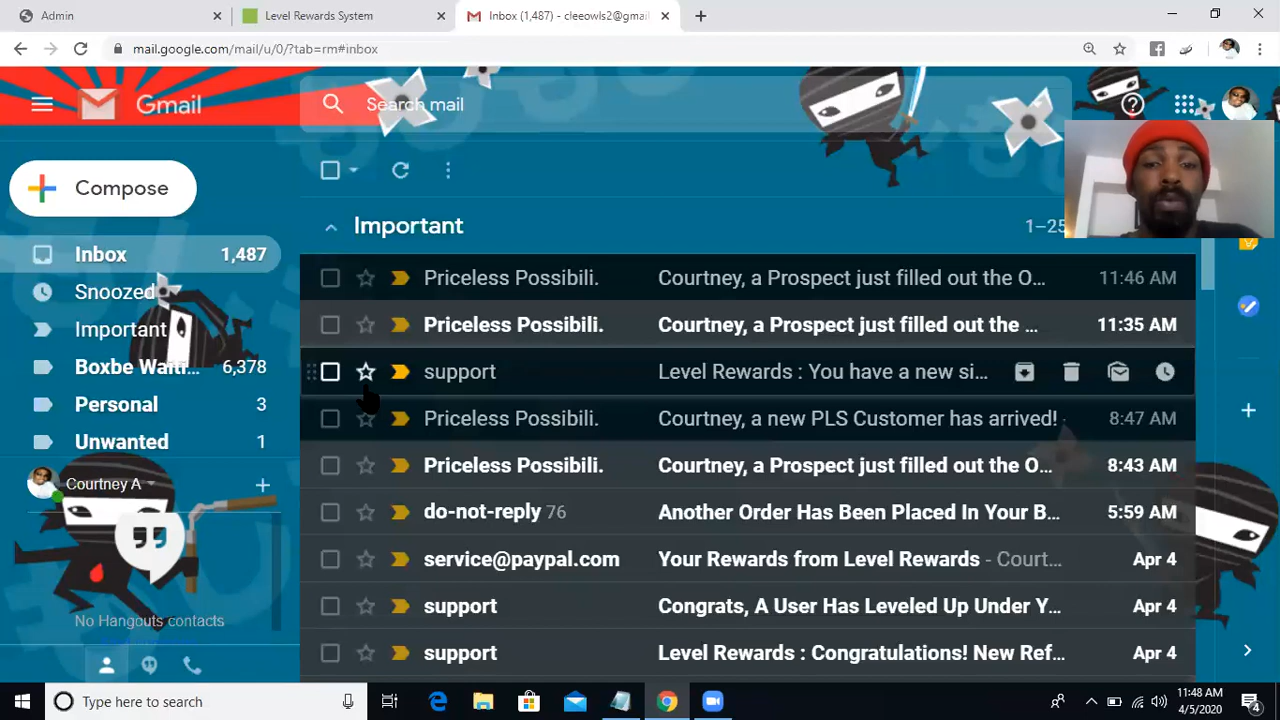 Admin
Level Rewards System
Inbox (1,487) - cleeowls2@gmai
mail.google.com/mail/u/0/?tab=rm#inbox
Gmail
Search mail
Compose
Important
1–25
Inbox 1,487
Snoozed
Important
Boxbe Waiti... 6,378
Personal 3
Unwanted 1
Courtney A
No Hangouts contacts
Priceless Possibili. Courtney, a Prospect just filled out the O... 11:46 AM
Priceless Possibili. Courtney, a Prospect just filled out the ... 11:35 AM
support Level Rewards : You have a new si...
Priceless Possibili. Courtney, a new PLS Customer has arrived! 8:47 AM
Priceless Possibili. Courtney, a Prospect just filled out the O... 8:43 AM
do-not-reply 76 Another Order Has Been Placed In Your B... 5:59 AM
service@paypal.com Your Rewards from Level Rewards - Court... Apr 4
support Congrats, A User Has Leveled Up Under Y... Apr 4
support Level Rewards : Congratulations! New Ref... Apr 4
Type here to search
11:48 AM
4/5/2020
4